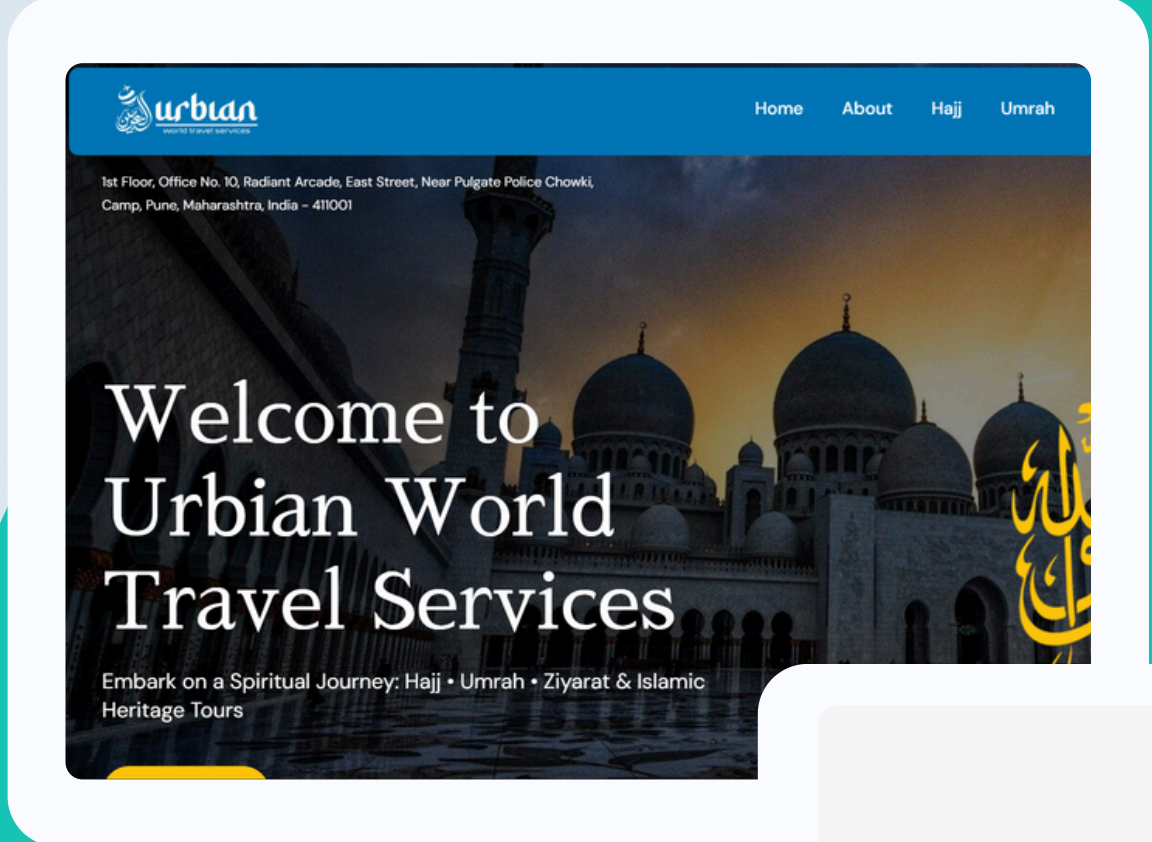 urbian
world travel services
Home About Hajj Umrah
1st Floor, Office No. 10, Radiant Arcade, East Street, Near Pulgate Police Chowki,
Camp, Pune, Maharashtra, India – 411001
Welcome to
Urbian World
Travel Services
Embark on a Spiritual Journey: Hajj • Umrah • Ziyarat & Islamic
Heritage Tours